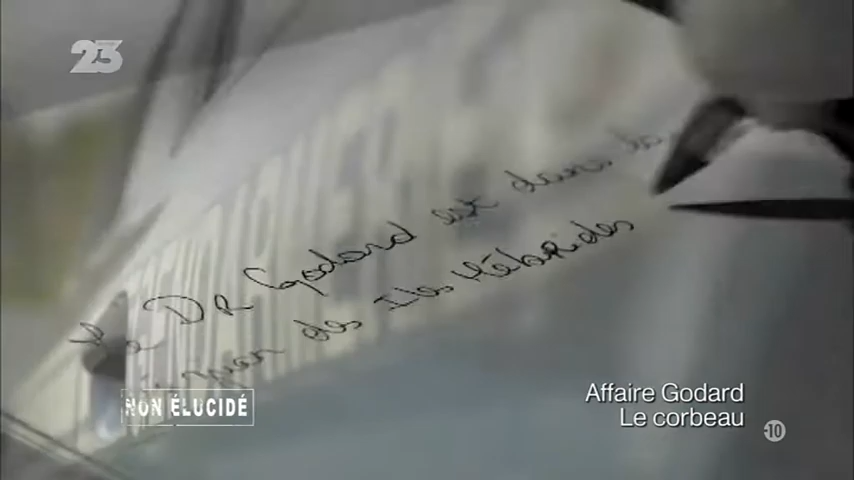 23
Le DR Godard est dans la
des Iles Hébrides
NON ÉLUCIDÉ
Affaire Godard
Le corbeau
-10